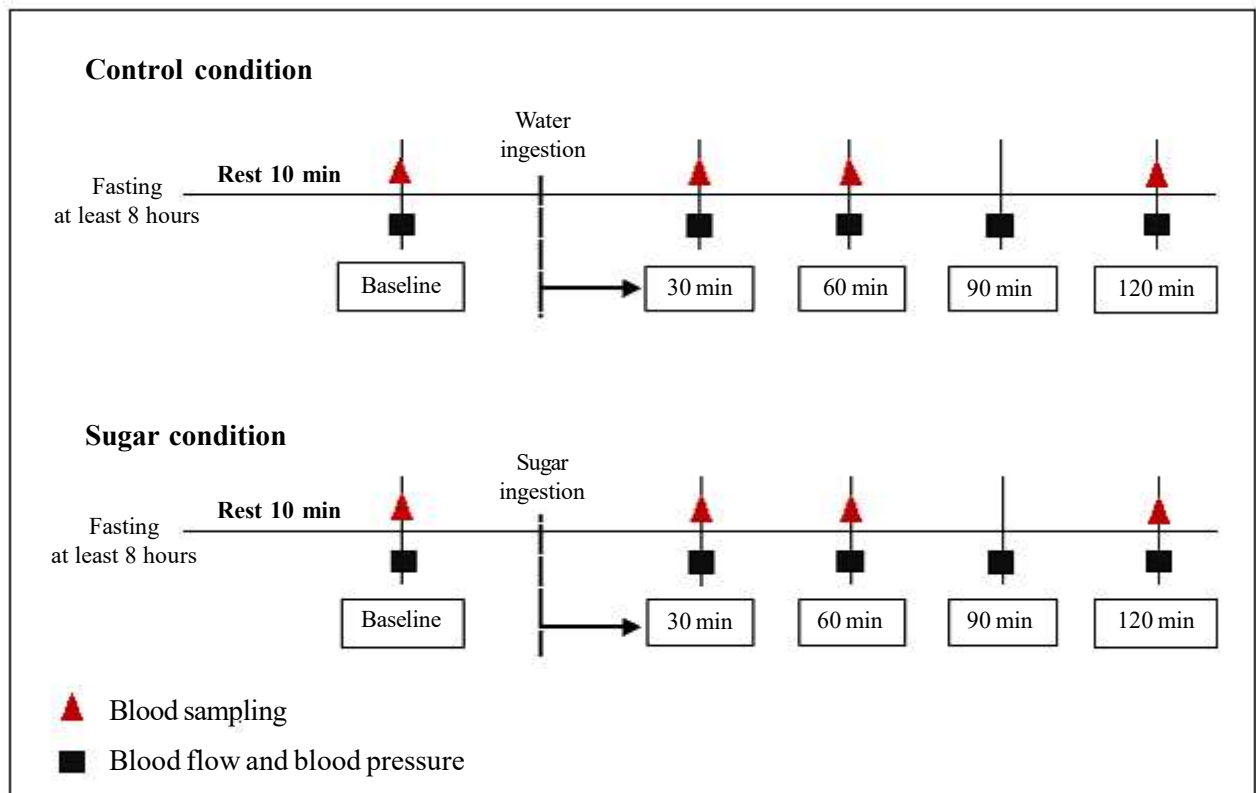 Control condition
Water
ingestion
Rest 10 min
Fasting
at least 8 hours
Baseline
30 min
60 min
90 min
120 min
Sugar condition
Sugar
ingestion
Rest 10 min
Fasting
at least 8 hours
Baseline
30 min
60 min
90 min
120 min
Blood sampling
Blood flow and blood pressure